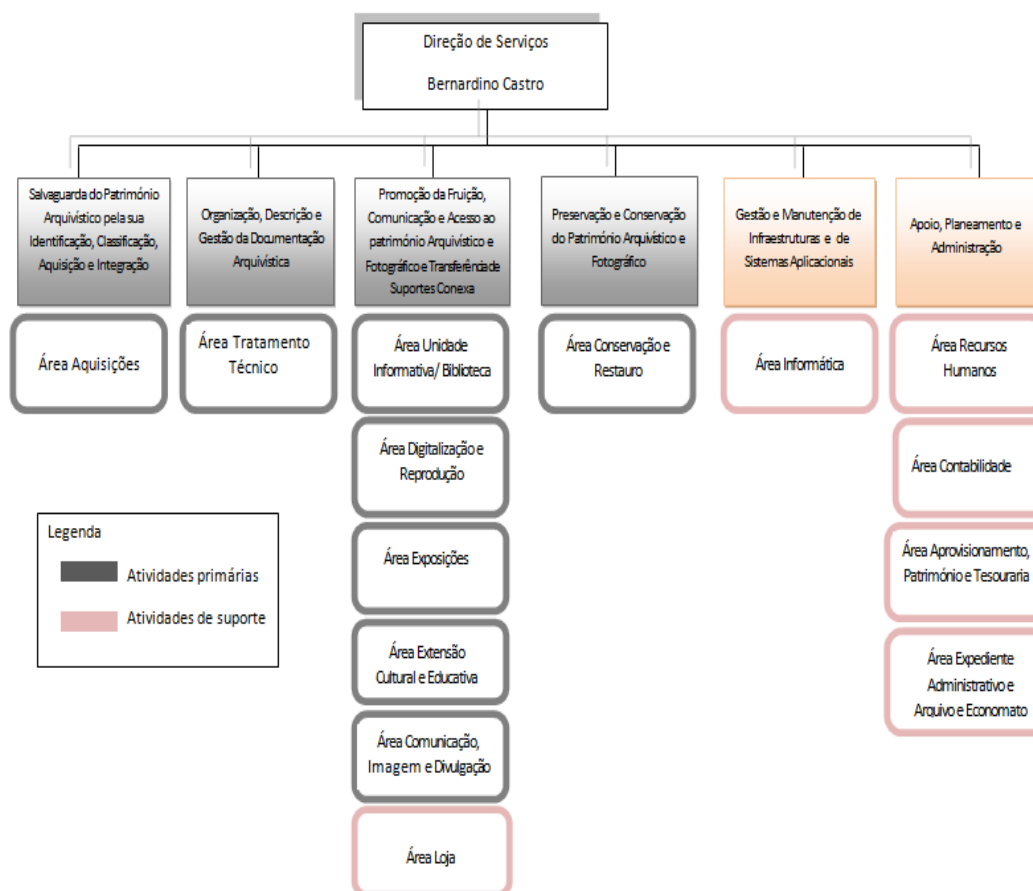 Direção de Serviços
Bernardino Castro
Salvaguarda do Património
Arquivístico pela sua
Identificação, Classificação,
Aquisição e Integração
Organização, Descrição e
Gestão da Documentação
Arquivística
Promoção da Fruição,
Comunicação e Acesso ao
património Arquivístico e
Fotográfico e Transferência de
Suportes Conexa
Preservação e Conservação
do Património Arquivístico e
Fotográfico
Gestão e Manutenção de
Infraestruturas e de
Sistemas Aplicacionais
Apoio, Planeamento e
Administração
Área Aquisições
Área Tratamento
Técnico
Área Unidade
Informativa/ Biblioteca
Área Conservação e
Restauro
Área Informática
Área Recursos
Humanos
Área Digitalização e
Reprodução
Área Contabilidade
Área Exposições
Área Aprovisionamento,
Património e Tesouraria
Área Extensão
Cultural e Educativa
Área Expediente
Administrativo e
Arquivo e Economato
Área Comunicação,
Imagem e Divulgação
Área Loja
Legenda
Atividades primárias
Atividades de suporte